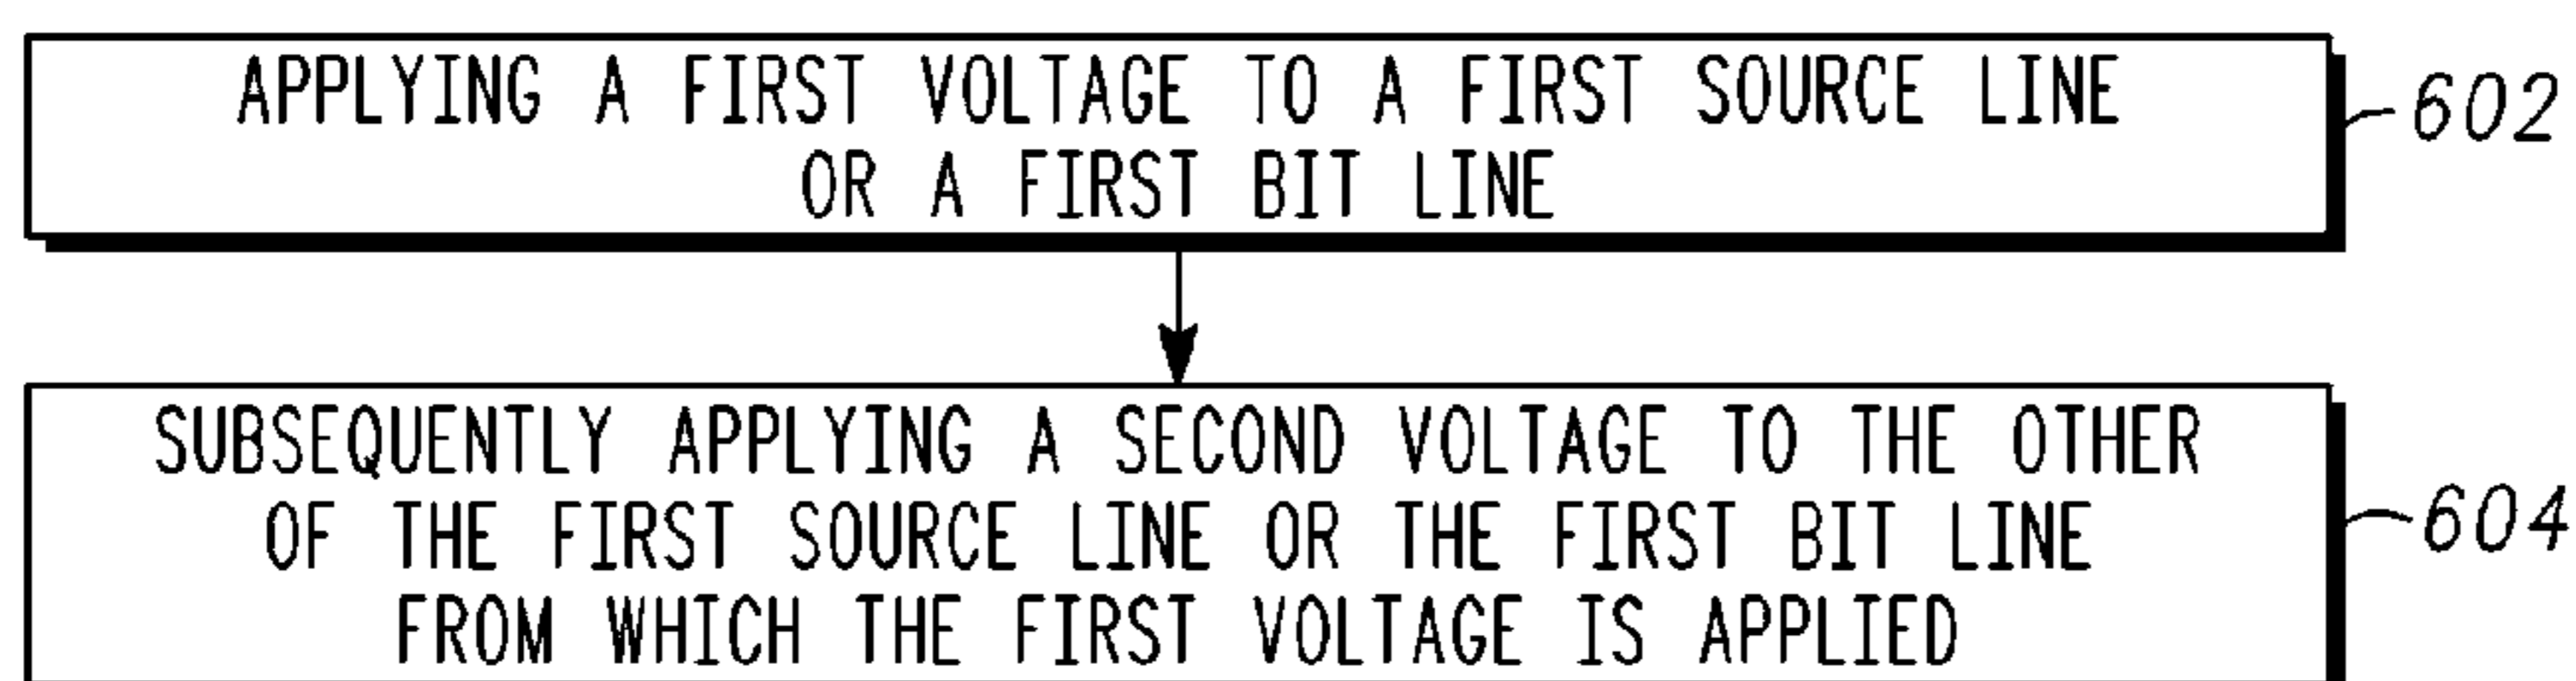 APPLYING A FIRST VOLTAGE TO A FIRST SOURCE LINE
OR A FIRST BIT LINE
602
SUBSEQUENTLY APPLYING A SECOND VOLTAGE TO THE OTHER
OF THE FIRST SOURCE LINE OR THE FIRST BIT LINE
FROM WHICH THE FIRST VOLTAGE IS APPLIED
604